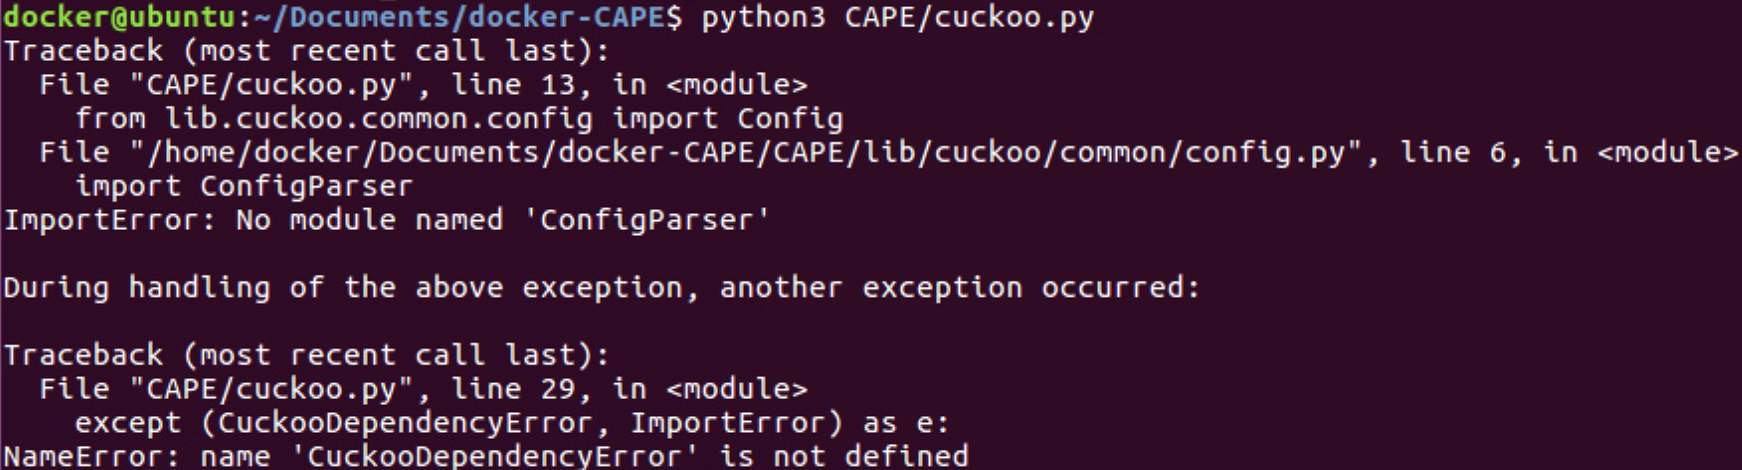 docker@ubuntu:~/Documents/docker-CAPE$ python3 CAPE/cuckoo.py
Traceback (most recent call last):
  File "CAPE/cuckoo.py", line 13, in <module>
    from lib.cuckoo.common.config import Config
  File "/home/docker/Documents/docker-CAPE/CAPE/lib/cuckoo/common/config.py", line 6, in <module>
    import ConfigParser
ImportError: No module named 'ConfigParser'

During handling of the above exception, another exception occurred:

Traceback (most recent call last):
  File "CAPE/cuckoo.py", line 29, in <module>
    except (CuckooDependencyError, ImportError) as e:
NameError: name 'CuckooDependencyError' is not defined